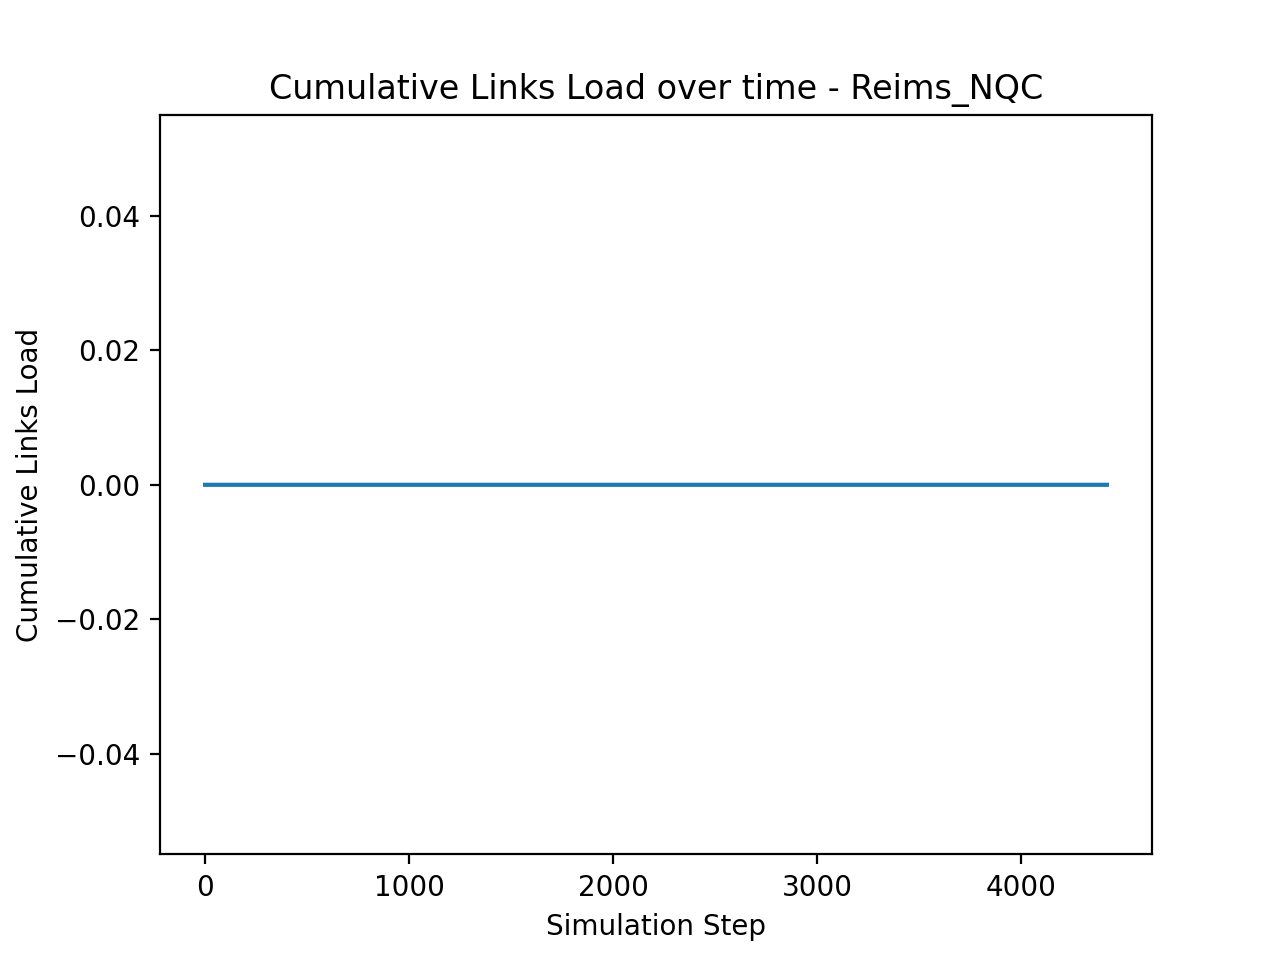 Cumulative Links Load over time - Reims_NQC
Cumulative Links Load
0.04
0.02
0.00
−0.02
−0.04
0 1000 2000 3000 4000
Simulation Step